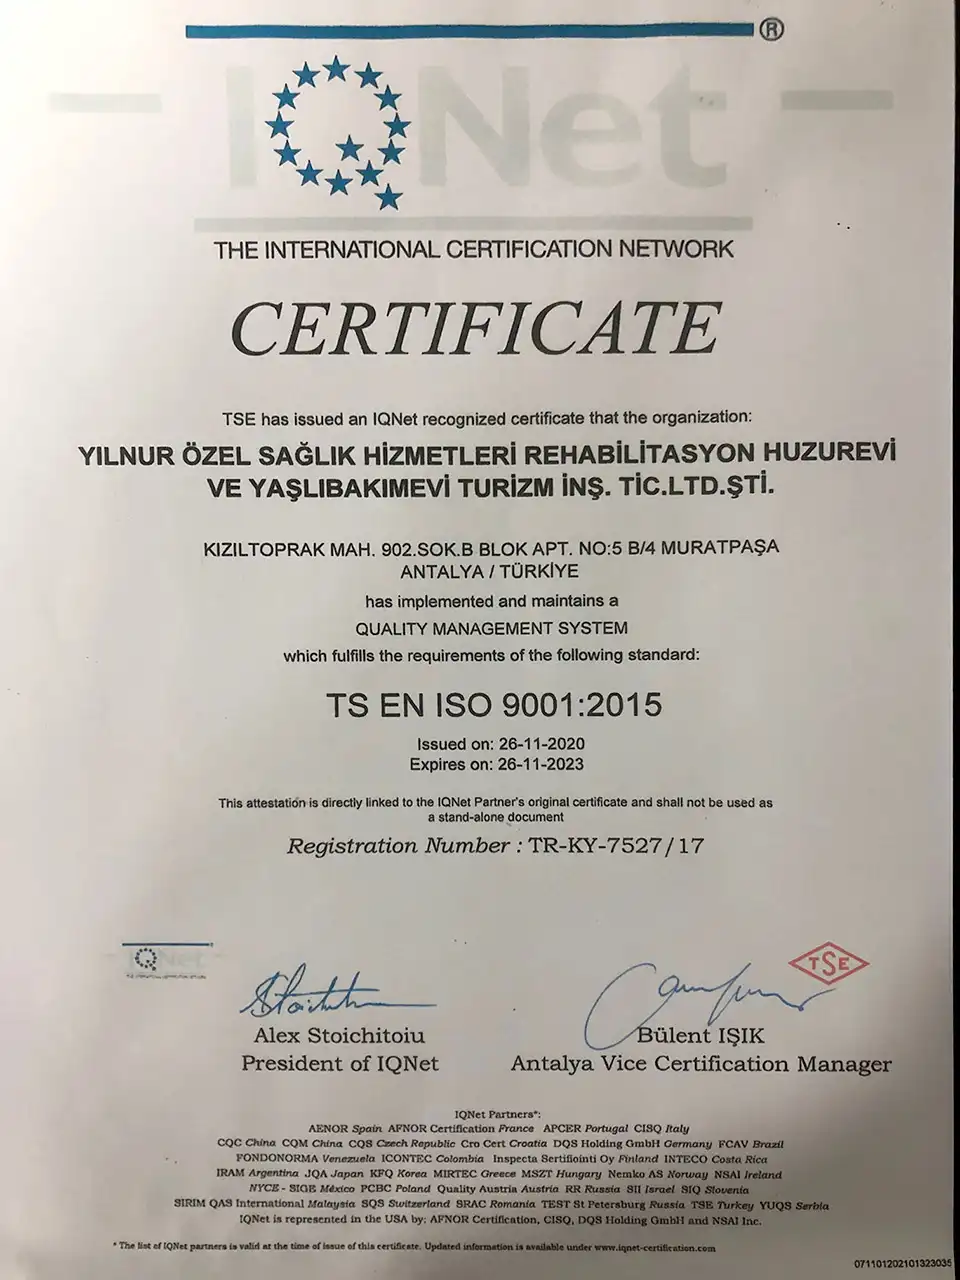 IQNet ®
THE INTERNATIONAL CERTIFICATION NETWORK
CERTIFICATE
TSE has issued an IQNet recognized certificate that the organization:
YILNUR ÖZEL SAĞLIK HİZMETLERİ REHABİLİTASYON HUZUREVİ
VE YAŞLIBAKIMEVİ TURİZM İNŞ. TİC.LTD.ŞTİ.
KIZILTOPRAK MAH. 902.SOK.B BLOK APT. NO:5 B/4 MURATPAŞA
ANTALYA / TÜRKİYE
has implemented and maintains a
QUALITY MANAGEMENT SYSTEM
which fulfills the requirements of the following standard:
TS EN ISO 9001:2015
Issued on: 26-11-2020
Expires on: 26-11-2023
This attestation is directly linked to the IQNet Partner's original certificate and shall not be used as
a stand-alone document
Registration Number : TR-KY-7527/17
IQNet
TSE
Alex Stoichitoiu
President of IQNet
Bülent IŞIK
Antalya Vice Certification Manager
IQNet Partners*:
AENOR Spain AFNOR Certification France APCER Portugal CISQ Italy
CQC China CQM China CQS Czech Republic Cro Cert Croatia DQS Holding GmbH Germany FCAV Brazil
FONDONORMA Venezuela ICONTEC Colombia Inspecta Sertifiointi Oy Finland INTECO Costa Rica
IRAM Argentina JQA Japan KFQ Korea MIRTEC Greece MSZT Hungary Nemko AS Norway NSAI Ireland
NYCE - SIGE México PCBC Poland Quality Austria Austria RR Russia SII Israel SIQ Slovenia
SIRIM QAS International Malaysia SQS Switzerland SRAC Romania TEST St Petersburg Russia TSE Turkey YUQS Serbia
IQNet is represented in the USA by: AFNOR Certification, CISQ, DQS Holding GmbH and NSAI Inc.
* The list of IQNet partners is valid at the time of issue of this certificate. Updated information is available under www.iqnet-certification.com
071101202101323035